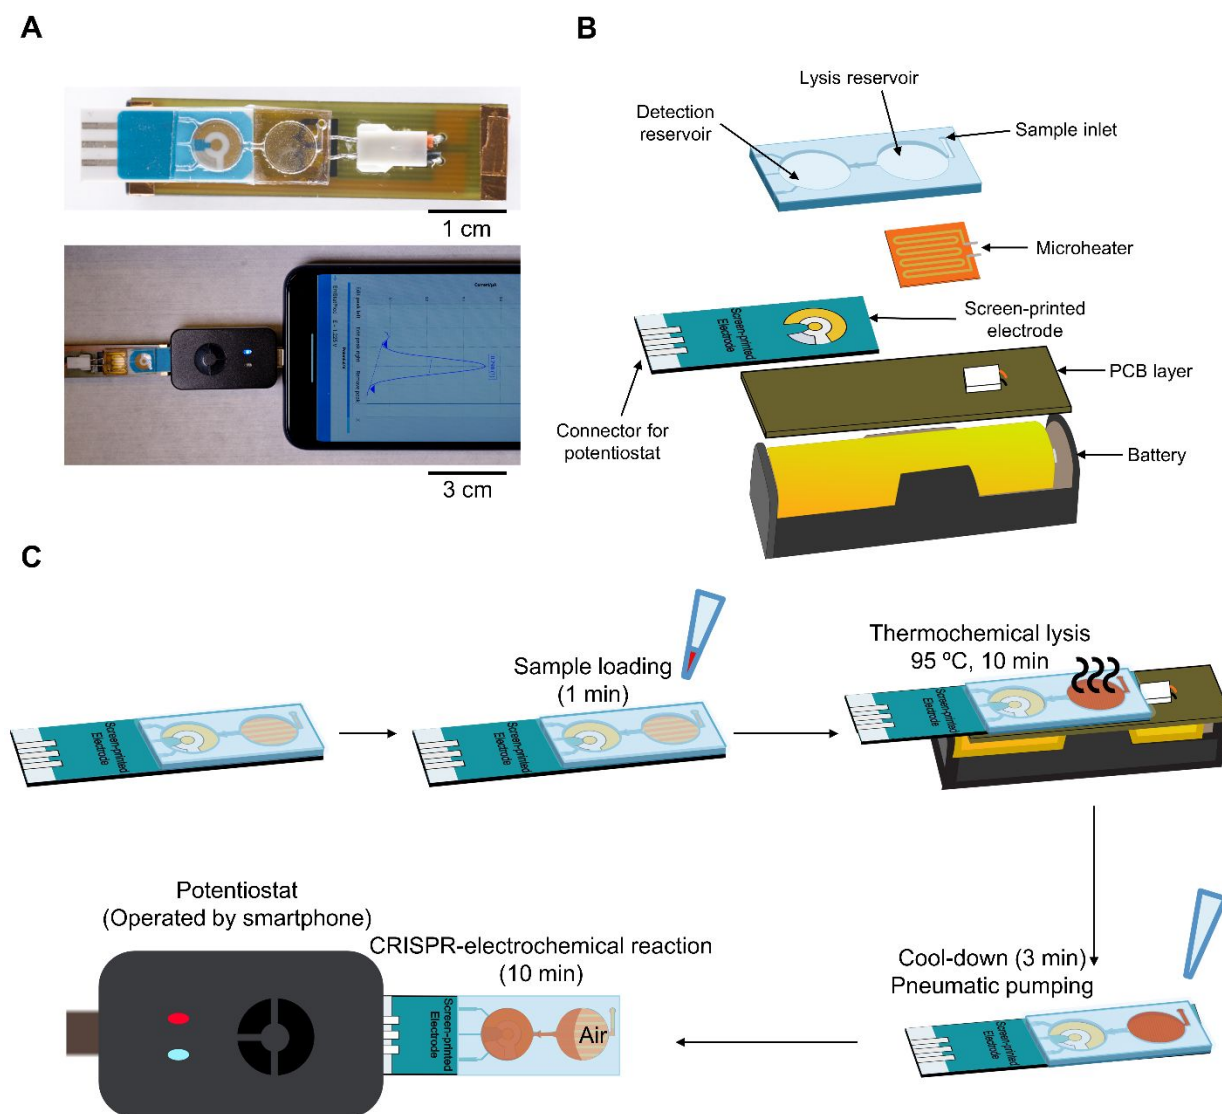 A
1 cm
3 cm
B
Lysis reservoir
Detection
reservoir
Sample inlet
Microheater
Screen-printed
Electrode
Screen-printed
electrode
PCB layer
Connector for
potentiostat
Battery
C
Screen-printed
Electrode
Sample loading
(1 min)
Screen-printed
Electrode
Thermochemical lysis
95 ºC, 10 min
Screen-printed
Electrode
Potentiostat
(Operated by smartphone)
CRISPR-electrochemical reaction
(10 min)
Screen-printed
Electrode
Air
Cool-down (3 min)
Pneumatic pumping
Screen-printed
Electrode